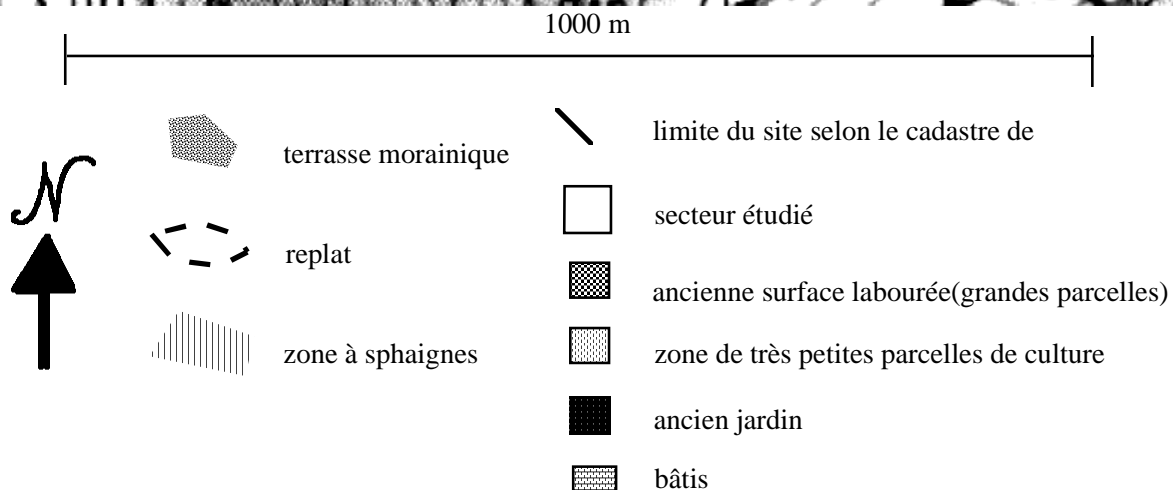 1000 m
N
terrasse morainique
replat
zone à sphaignes
limite du site selon le cadastre de
secteur étudié
ancienne surface labourée(grandes parcelles)
zone de très petites parcelles de culture
ancien jardin
bâtis